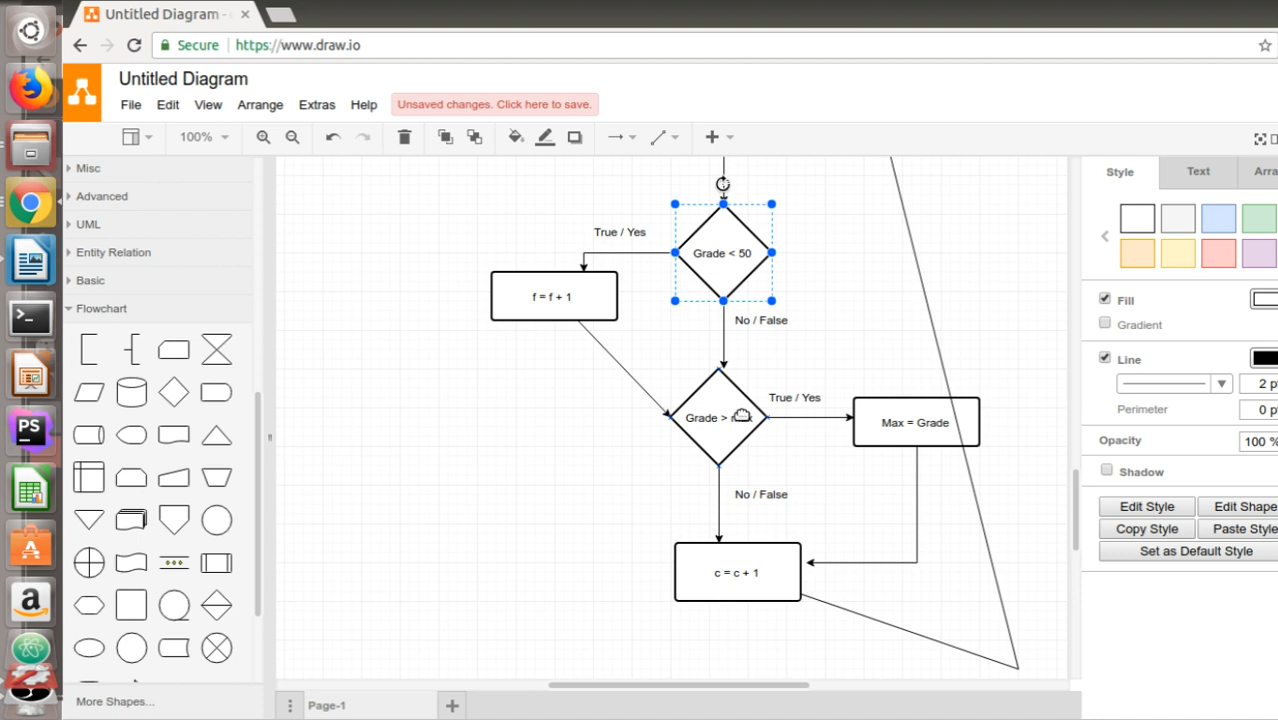 Untitled Diagram -
Secure https://www.draw.io
Untitled Diagram
File Edit View Arrange Extras Help Unsaved changes. Click here to save.
100%
Misc
Advanced
UML
Entity Relation
Basic
Flowchart
More Shapes...
Grade < 50
True / Yes
f = f + 1
No / False
Grade >
True / Yes
Max = Grade
No / False
c = c + 1
Page-1
Style Text Arra
Fill
Gradient
Line
2 p
Perimeter 0 p
Opacity 100 %
Shadow
Edit Style Edit Shape
Copy Style Paste Style
Set as Default Style
PS
a